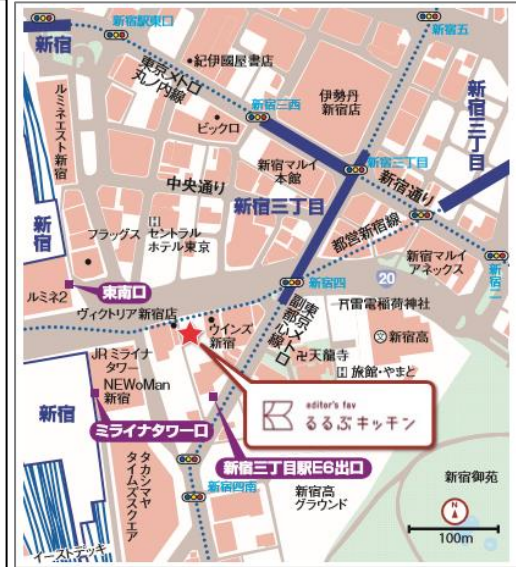 新宿
新宿駅東口
新宿五
紀伊國屋書店
東京メトロ
丸ノ内線
新宿三西
伊勢丹
新宿店
ルミネエスト新宿
ビックロ
新宿三丁目
新宿三丁目
新宿マルイ
本館
新宿通り
中央通り
新宿三丁目
都営新宿線
新宿
フラッグス
セントラル
ホテル東京
新宿マルイ
アネックス
新宿二
新宿四
20
ルミネ2
東南口
ヴィクトリア新宿店
ウインズ
新宿
東京メトロ
副都心線
雷電稲荷神社
新宿高
天龍寺
旅館・やまと
JRミライナ
タワー
NEWoMan
新宿
editor's fav
るるぶキッチン
新宿
ミライナタワー口
新宿三丁目駅E6出口
タカシマヤ
タイムズスクエア
新宿四南
新宿高
グラウンド
新宿御苑
N
100m
イーストデッキ